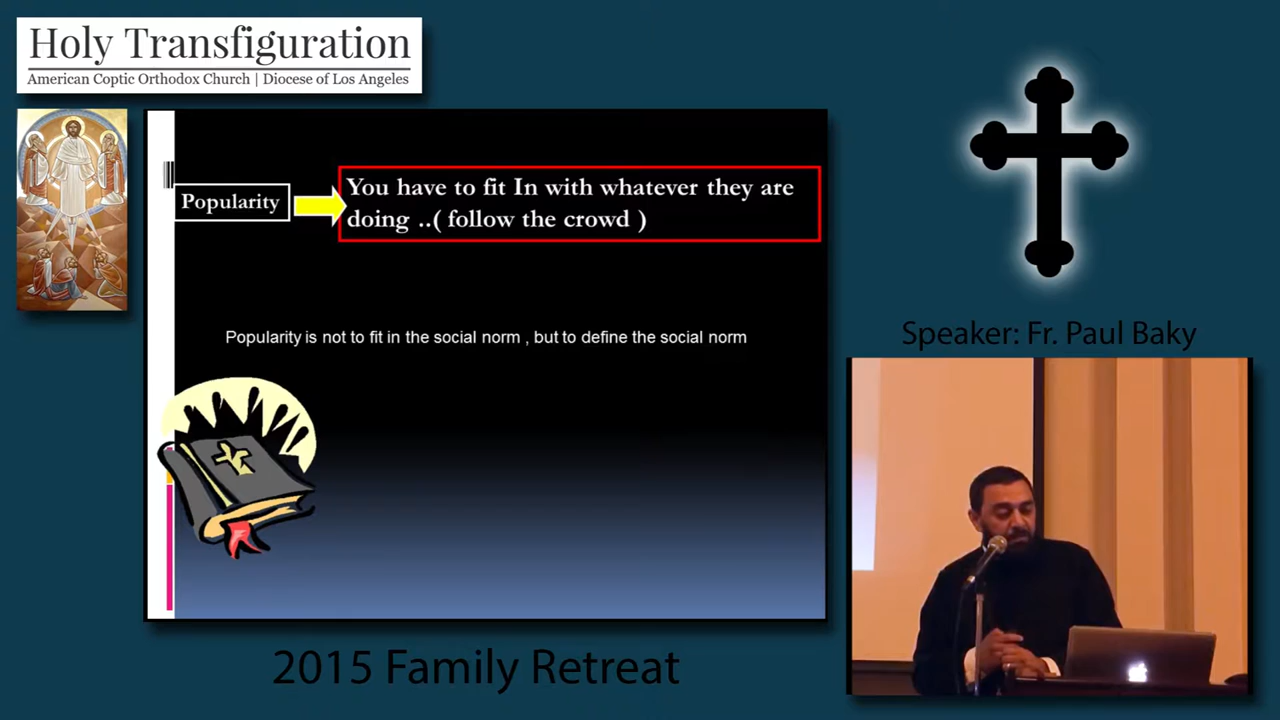 Holy Transfiguration
American Coptic Orthodox Church | Diocese of Los Angeles
Popularity
You have to fit In with whatever they are
doing ..( follow the crowd )
Popularity is not to fit in the social norm , but to define the social norm
Speaker: Fr. Paul Baky
2015 Family Retreat